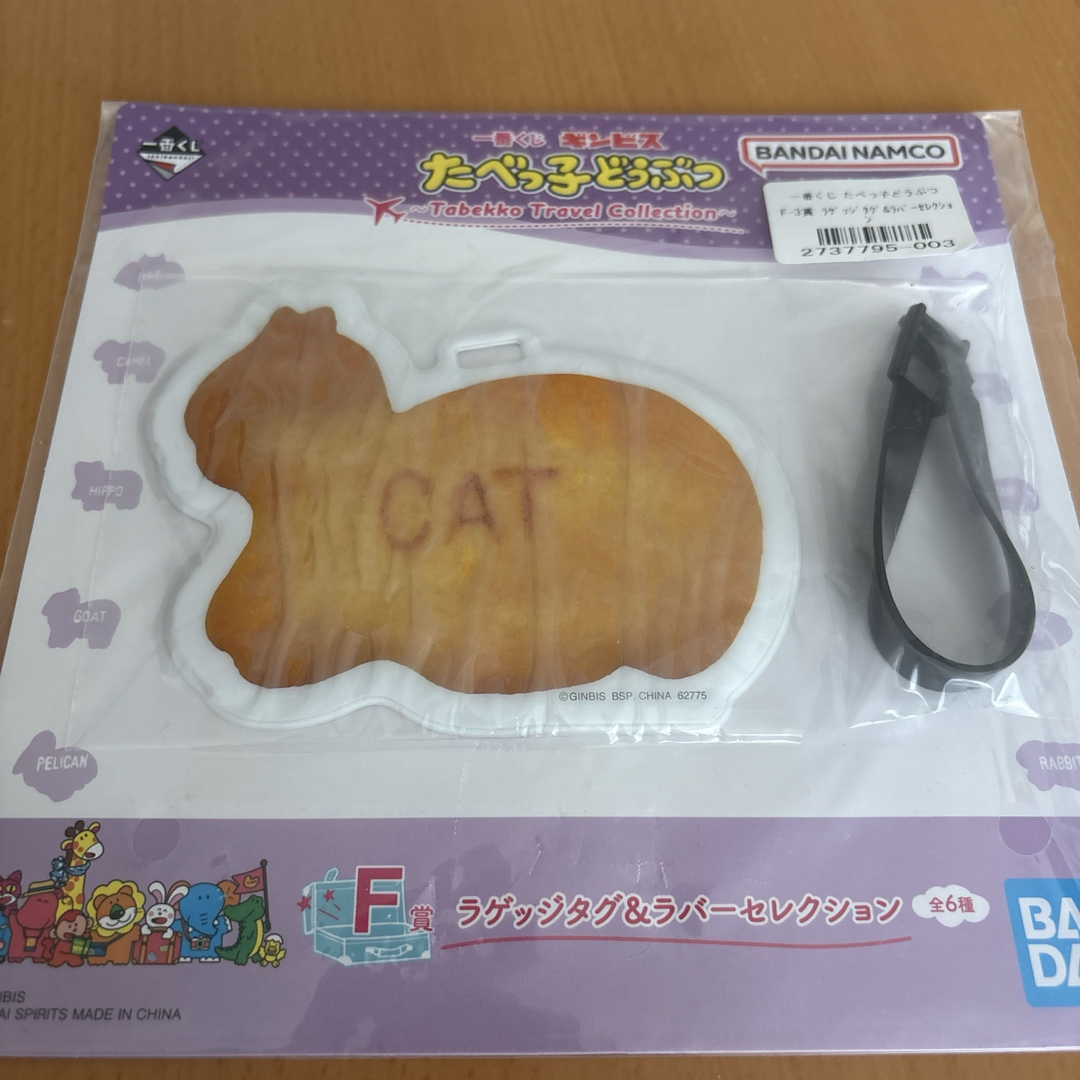 一番くじ
一番くじ ギンビス
たべっ子どうぶつ
~Tabekko Travel Collection~
BANDAI NAMCO
一番くじ たべっ子どうぶつ
F-3賞 ラゲッジタグ&ラバーセレクショ
ン
2737795-003
CAMEL
HIPPO
GOAT
PELICAN
RABBIT
CAT
©GINBIS BSP. CHINA 62775
F賞
ラゲッジタグ&ラバーセレクション
全6種
BA
DA
NBIS
AI SPIRITS MADE IN CHINA